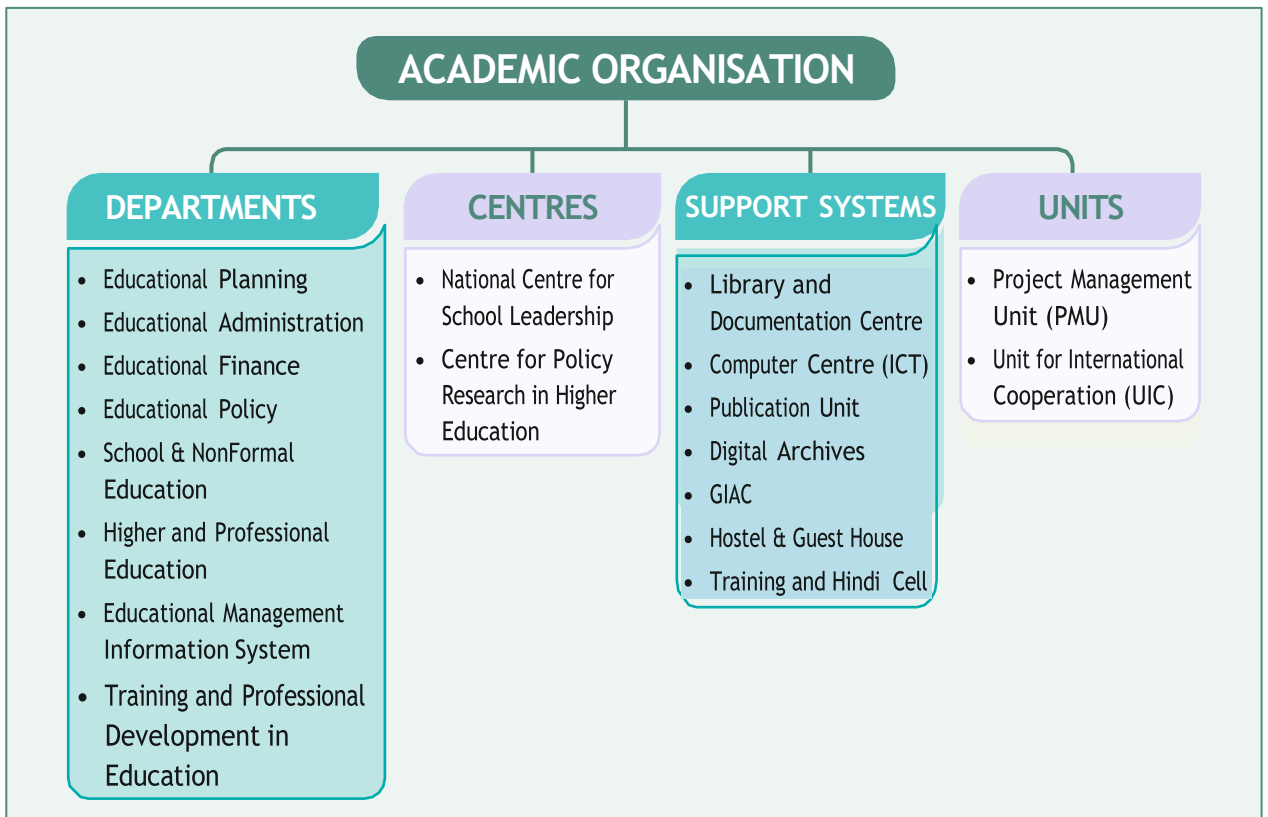 ACADEMIC ORGANISATION
DEPARTMENTS
• Educational Planning
• Educational Administration
• Educational Finance
• Educational Policy
• School & NonFormal
Education
• Higher and Professional
Education
• Educational Management
Information System
• Training and Professional
Development in
Education
CENTRES
• National Centre for
School Leadership
• Centre for Policy
Research in Higher
Education
SUPPORT SYSTEMS
• Library and
Documentation Centre
• Computer Centre (ICT)
• Publication Unit
• Digital Archives
• GIAC
• Hostel & Guest House
• Training and Hindi Cell
UNITS
• Project Management
Unit (PMU)
• Unit for International
Cooperation (UIC)